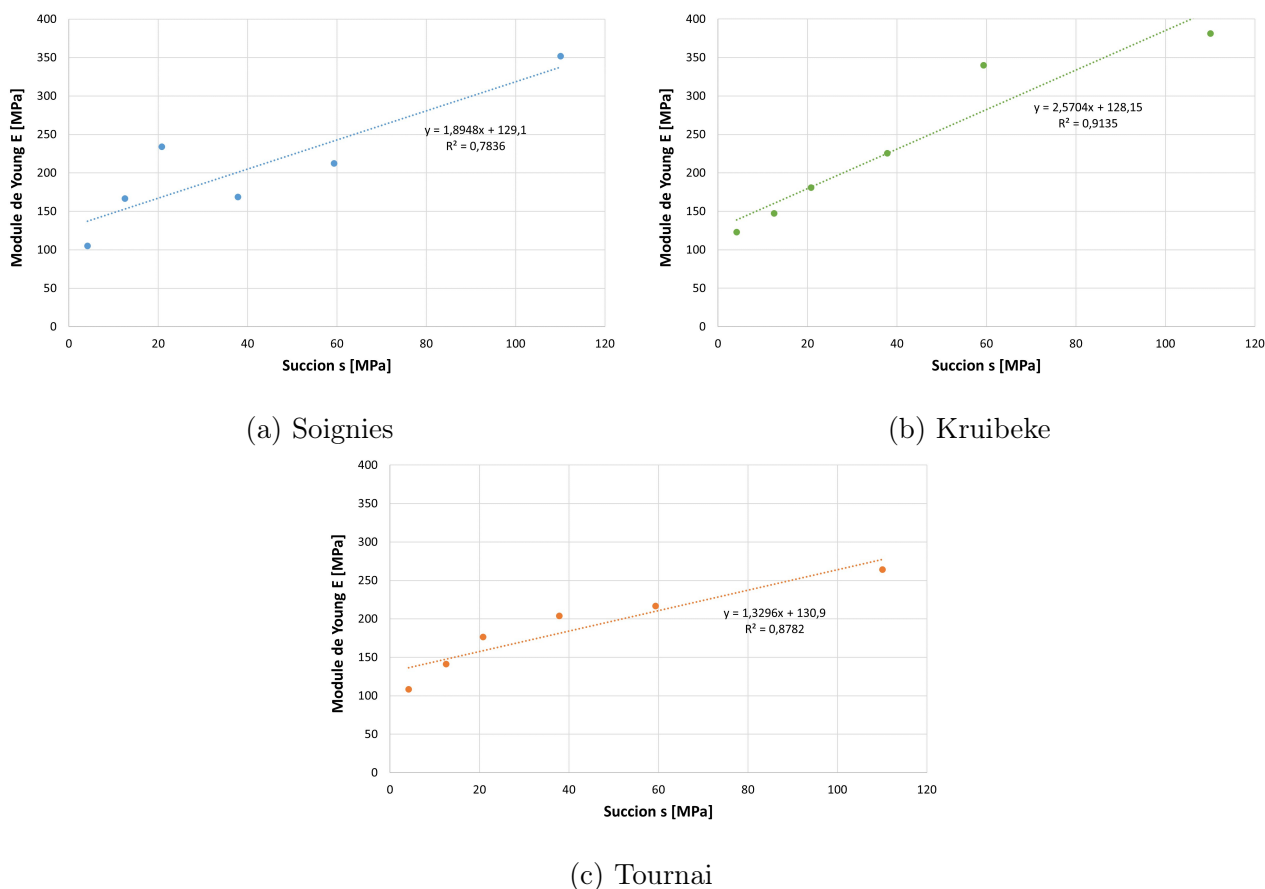 400
350
300
250
200
150
100
50
0
Module de Young E [MPa]
y = 1,8948x + 129,1
R² = 0,7836
0 20 40 60 80 100 120
Succion s [MPa]
(a) Soignies
400
350
300
250
200
150
100
50
0
Module de Young E [MPa]
y = 2,5704x + 128,15
R² = 0,9135
0 20 40 60 80 100 120
Succion s [MPa]
(b) Kruibeke
400
350
300
250
200
150
100
50
0
Module de Young E [MPa]
y = 1,3296x + 130,9
R² = 0,8782
0 20 40 60 80 100 120
Succion s [MPa]
(c) Tournai